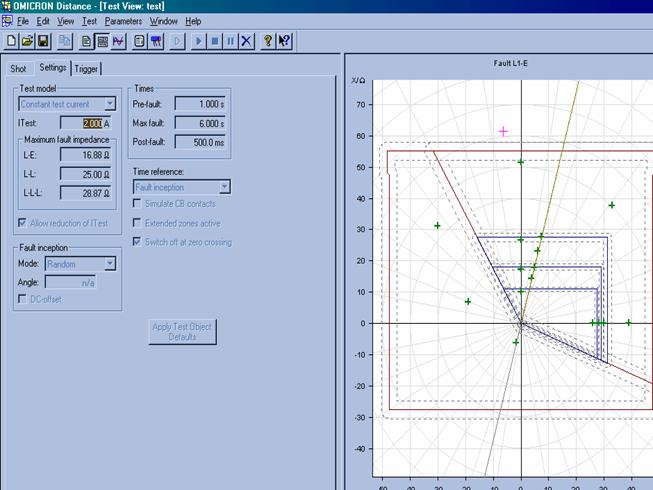 OMICRON Distance - [Test View: test]
File Edit View Test Parameters Window Help
Shot Settings Trigger
Test model
Constant test current
ITest: 2.000 A
Maximum fault impedance
L-E: 16.88 Ω
L-L: 25.00 Ω
L-L-L: 28.87 Ω
Allow reduction of ITest
Fault inception
Mode: Random
Angle: n/a
DC-offset
Times
Pre-fault: 1.000 s
Max fault: 6.000 s
Post-fault: 500.0 ms
Time reference:
Fault inception
Simulate CB contacts
Extended zones active
Switch off at zero crossing
Apply Test Object
Defaults
Fault L1-E
X/Ω
70
60
50
40
30
20
10
0
-10
-20
-30
-40
-50 -40 -30 -20 -10 0 10 20 30 40